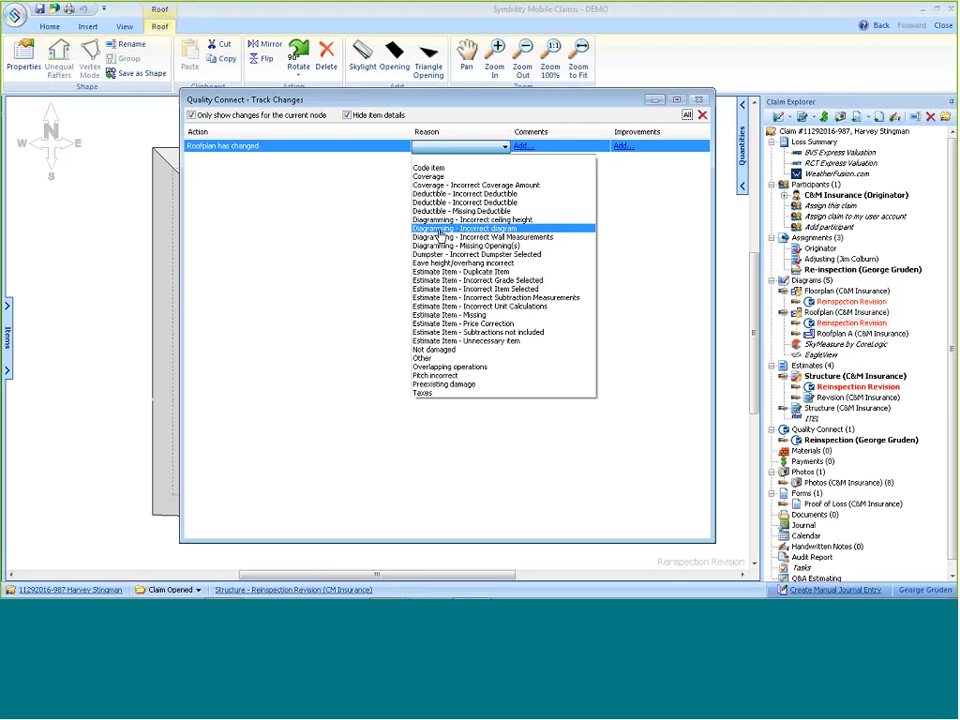 Roof
Symbility Mobile Claims - DEMO
Home
Insert
View
Roof
Back
Forward
Close
Properties
Unequal
Rafters
Vertex
Mode
Rename
Group
Save as Shape
Shape
Paste
Cut
Copy
Clipboard
Mirror
Flip
90°
Rotate
Delete
Action
Skylight
Opening
Triangle
Opening
Add
Pan
Zoom
In
Zoom
Out
1:1
Zoom
100%
Zoom
to Fit
Zoom
N
W
E
S
Items
Quantities
Quality Connect - Track Changes
Only show changes for the current node
Hide item details
All
Action
Reason
Comments
Improvements
Roofplan has changed
Add...
Add...
Code item
Coverage
Coverage - Incorrect Coverage Amount
Deductible - Incorrect Deductible
Deductible - Incorrect Deductible
Deductible - Missing Deductible
Diagramming - Incorrect ceiling height
Diagramming - Incorrect diagram
Diagramming - Incorrect Wall Measurements
Diagramming - Missing Opening(s)
Dumpster - Incorrect Dumpster Selected
Eave height/overhang incorrect
Estimate Item - Duplicate Item
Estimate Item - Incorrect Grade Selected
Estimate Item - Incorrect Item Selected
Estimate Item - Incorrect Subtraction Measurements
Estimate Item - Incorrect Unit Calculations
Estimate Item - Missing
Estimate Item - Price Correction
Estimate Item - Subtractions not included
Estimate Item - Unnecessary item
Not damaged
Other
Overlapping operations
Pitch incorrect
Preexisting damage
Taxes
Reinspection Revision
Claim Explorer
Claim #11292016-987, Harvey Stingman
Loss Summary
BVS Express Valuation
RCT Express Valuation
WeatherFusion.com
Participants (1)
C&M Insurance (Originator)
Assign this claim
Assign claim to my user account
Add participant
Assignments (3)
Originator
Adjusting (Jim Colburn)
Re-inspection (George Gruden)
Diagrams (5)
Floorplan (C&M Insurance)
Reinspection Revision
Roofplan (C&M Insurance)
Reinspection Revision
Roofplan A (C&M Insurance)
SkyMeasure by CoreLogic
EagleView
Estimates (4)
Structure (C&M Insurance)
Reinspection Revision
Revision (C&M Insurance)
Structure (C&M Insurance)
ITEL
Quality Connect (1)
Reinspection (George Gruden)
Materials (0)
Payments (0)
Photos (1)
Photos (C&M Insurance) (8)
Forms (1)
Proof of Loss (C&M Insurance)
Documents (0)
Journal
Calendar
Handwritten Notes (0)
Audit Report
Tasks
Q&A Estimating
11292016-987 Harvey Stingman
Claim Opened
Structure - Reinspection Revision (CM Insurance)
Create Manual Journal Entry
George Gruden